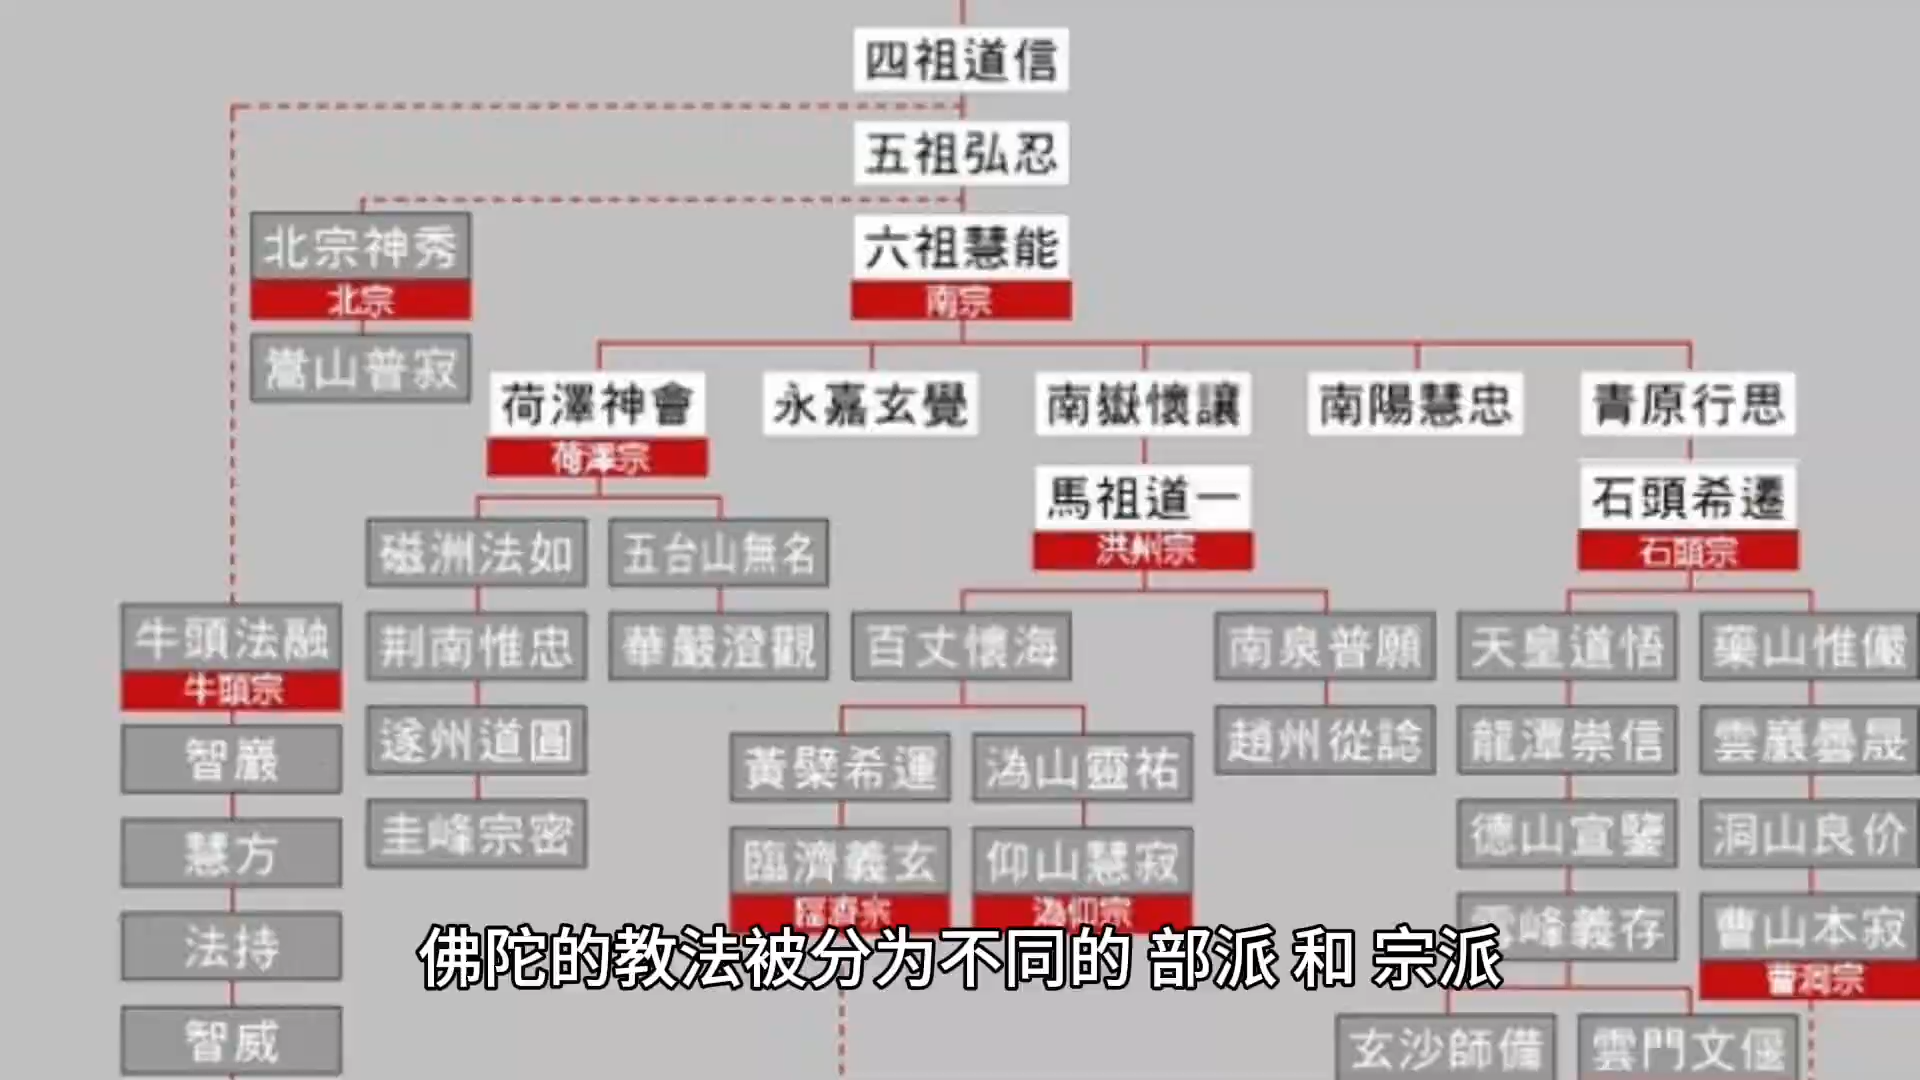 四祖道信
五祖弘忍
北宗神秀
六祖慧能
北宗
南宗
嵩山普寂
荷澤神會
永嘉玄覺
南嶽懷讓
南陽慧忠
青原行思
荷澤宗
馬祖道一
石頭希遷
洪州宗
石頭宗
磁洲法如
五台山無名
牛頭法融
荆南惟忠
華嚴澄觀
百丈懷海
南泉普願
天皇道悟
藥山惟儼
牛頭宗
智巖
遂州道圓
黃檗希運
溈山靈祐
趙州從諗
龍潭崇信
雲巖曇晟
慧方
圭峰宗密
臨濟義玄
仰山慧寂
德山宣鑒
洞山良价
臨濟宗
溈仰宗
法持
雪峰義存
曹山本寂
佛陀的教法被分为不同的 部派 和 宗派
曹洞宗
智威
玄沙師備
雲門文偃